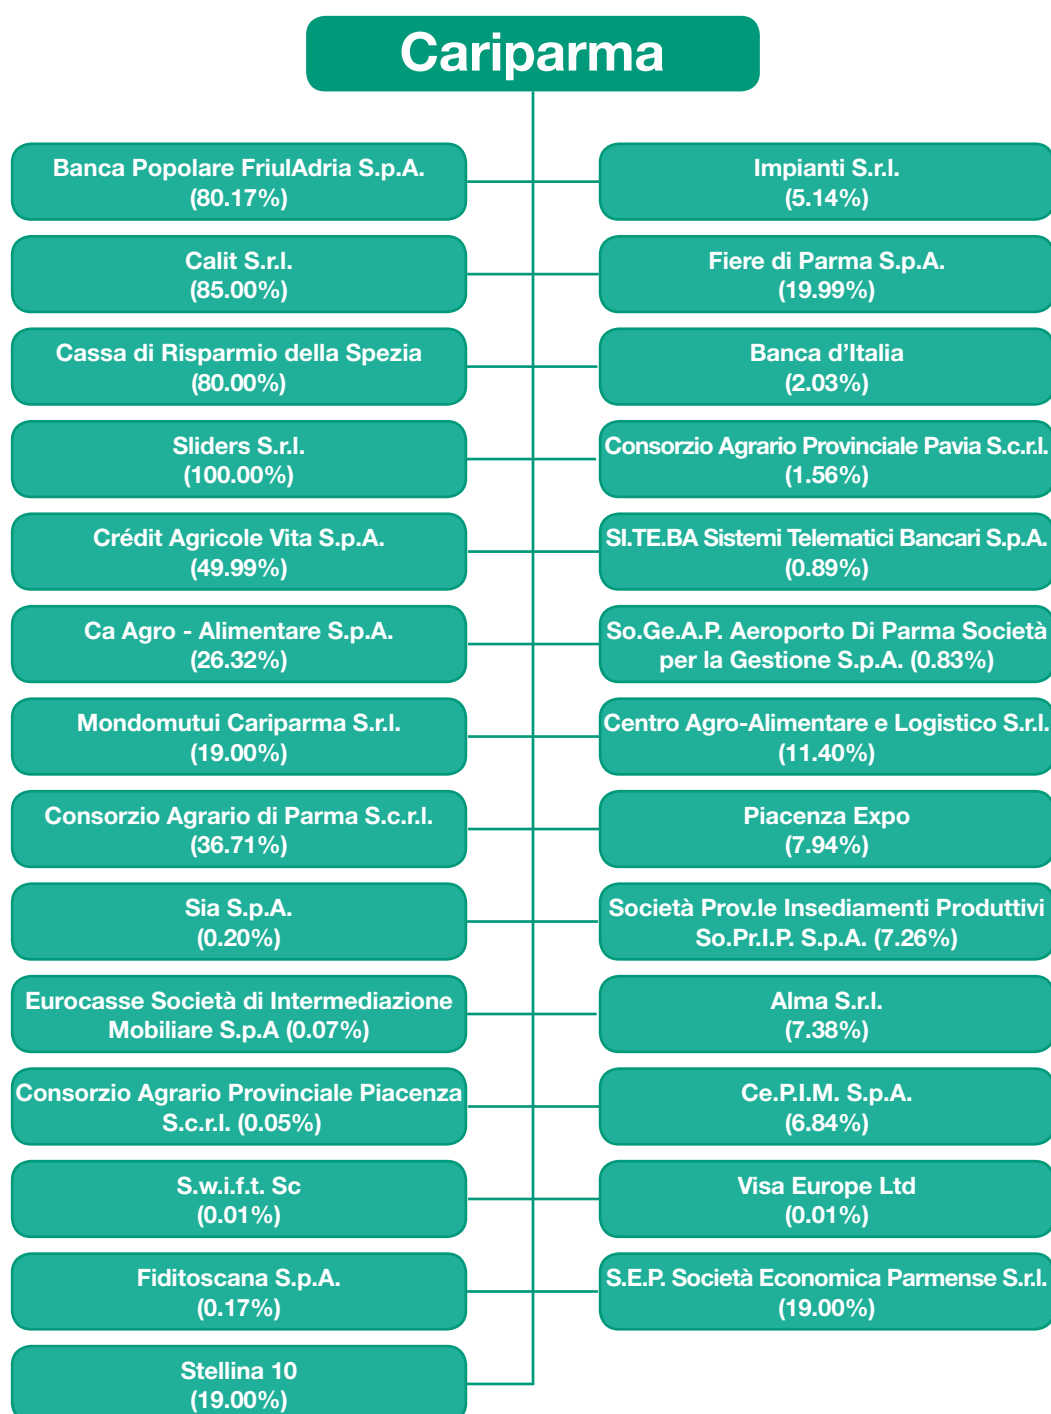 Cariparma
Banca Popolare FriulAdria S.p.A.
(80.17%)
Impianti S.r.l.
(5.14%)
Calit S.r.l.
(85.00%)
Fiere di Parma S.p.A.
(19.99%)
Cassa di Risparmio della Spezia
(80.00%)
Banca d’Italia
(2.03%)
Sliders S.r.l.
(100.00%)
Consorzio Agrario Provinciale Pavia S.c.r.l.
(1.56%)
Crédit Agricole Vita S.p.A.
(49.99%)
SI.TE.BA Sistemi Telematici Bancari S.p.A.
(0.89%)
Ca Agro - Alimentare S.p.A.
(26.32%)
So.Ge.A.P. Aeroporto Di Parma Società
per la Gestione S.p.A. (0.83%)
Mondomutui Cariparma S.r.l.
(19.00%)
Centro Agro-Alimentare e Logistico S.r.l.
(11.40%)
Consorzio Agrario di Parma S.c.r.l.
(36.71%)
Piacenza Expo
(7.94%)
Sia S.p.A.
(0.20%)
Società Prov.le Insediamenti Produttivi
So.Pr.I.P. S.p.A. (7.26%)
Eurocasse Società di Intermediazione
Mobiliare S.p.A (0.07%)
Alma S.r.l.
(7.38%)
Consorzio Agrario Provinciale Piacenza
S.c.r.l. (0.05%)
Ce.P.I.M. S.p.A.
(6.84%)
S.w.i.f.t. Sc
(0.01%)
Visa Europe Ltd
(0.01%)
Fiditoscana S.p.A.
(0.17%)
S.E.P. Società Economica Parmense S.r.l.
(19.00%)
Stellina 10
(19.00%)